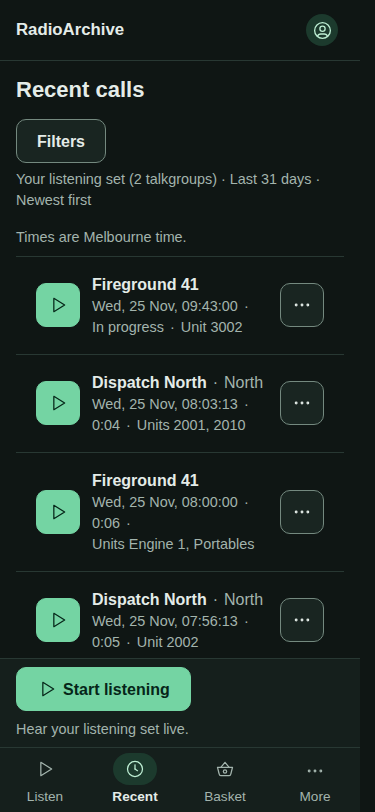 RadioArchive
Recent calls
Filters
Your listening set (2 talkgroups) · Last 31 days ·
Newest first
Times are Melbourne time.
Fireground 41
Wed, 25 Nov, 09:43:00 ·
In progress · Unit 3002
Dispatch North · North
Wed, 25 Nov, 08:03:13 ·
0:04 · Units 2001, 2010
Fireground 41
Wed, 25 Nov, 08:00:00 ·
0:06 ·
Units Engine 1, Portables
Dispatch North · North
Wed, 25 Nov, 07:56:13 ·
0:05 · Unit 2002
Start listening
Hear your listening set live.
Listen
Recent
Basket
More